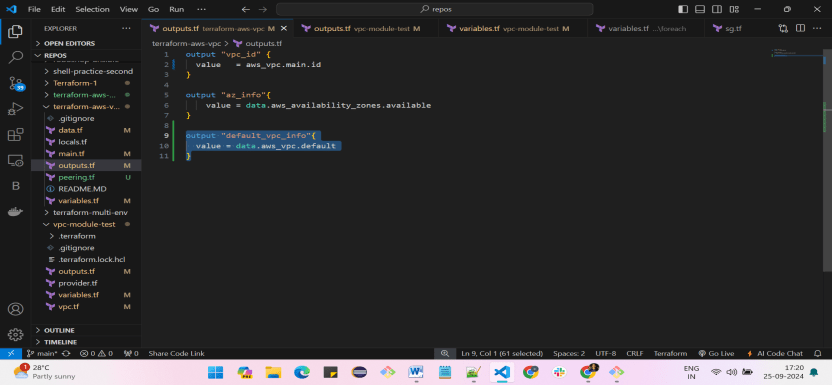 File Edit Selection View Go Run ··· repos
EXPLORER ···
OPEN EDITORS
REPOS
shell-practice-second
Terraform-1
terraform-aws-...
terraform-aws-v...
.gitignore
data.tf M
locals.tf
main.tf M
outputs.tf M
peering.tf U
README.MD
variables.tf M
terraform-multi-env
vpc-module-test
.terraform
.gitignore
.terraform.lock.hcl
outputs.tf M
provider.tf
variables.tf M
vpc.tf M
OUTLINE
TIMELINE
outputs.tf terraform-aws-vpc M outputs.tf vpc-module-test M variables.tf vpc-module-test M variables.tf ...\foreach sg.tf
terraform-aws-vpc > outputs.tf
1 output "vpc_id" {
2 value = aws_vpc.main.id
3 }
4
5 output "az_info"{
6 value = data.aws_availability_zones.available
7 }
8
9 output "default_vpc_info"{
10 value = data.aws_vpc.default
11 }
main* 0 0 0 Share Code Link Ln 9, Col 1 (61 selected) Spaces: 2 UTF-8 CRLF Terraform Go Live AI Code Chat
28°C
Partly sunny
ENG
IN
17:20
25-09-2024